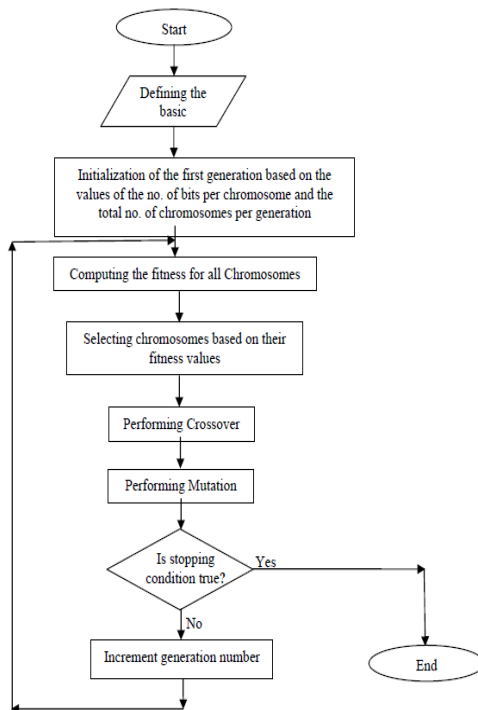 Start
Defining the
basic
Initialization of the first generation based on the
values of the no. of bits per chromosome and the
total no. of chromosomes per generation
Computing the fitness for all Chromosomes
Selecting chromosomes based on their
fitness values
Performing Crossover
Performing Mutation
Is stopping
condition true?
Yes
No
Increment generation number
End